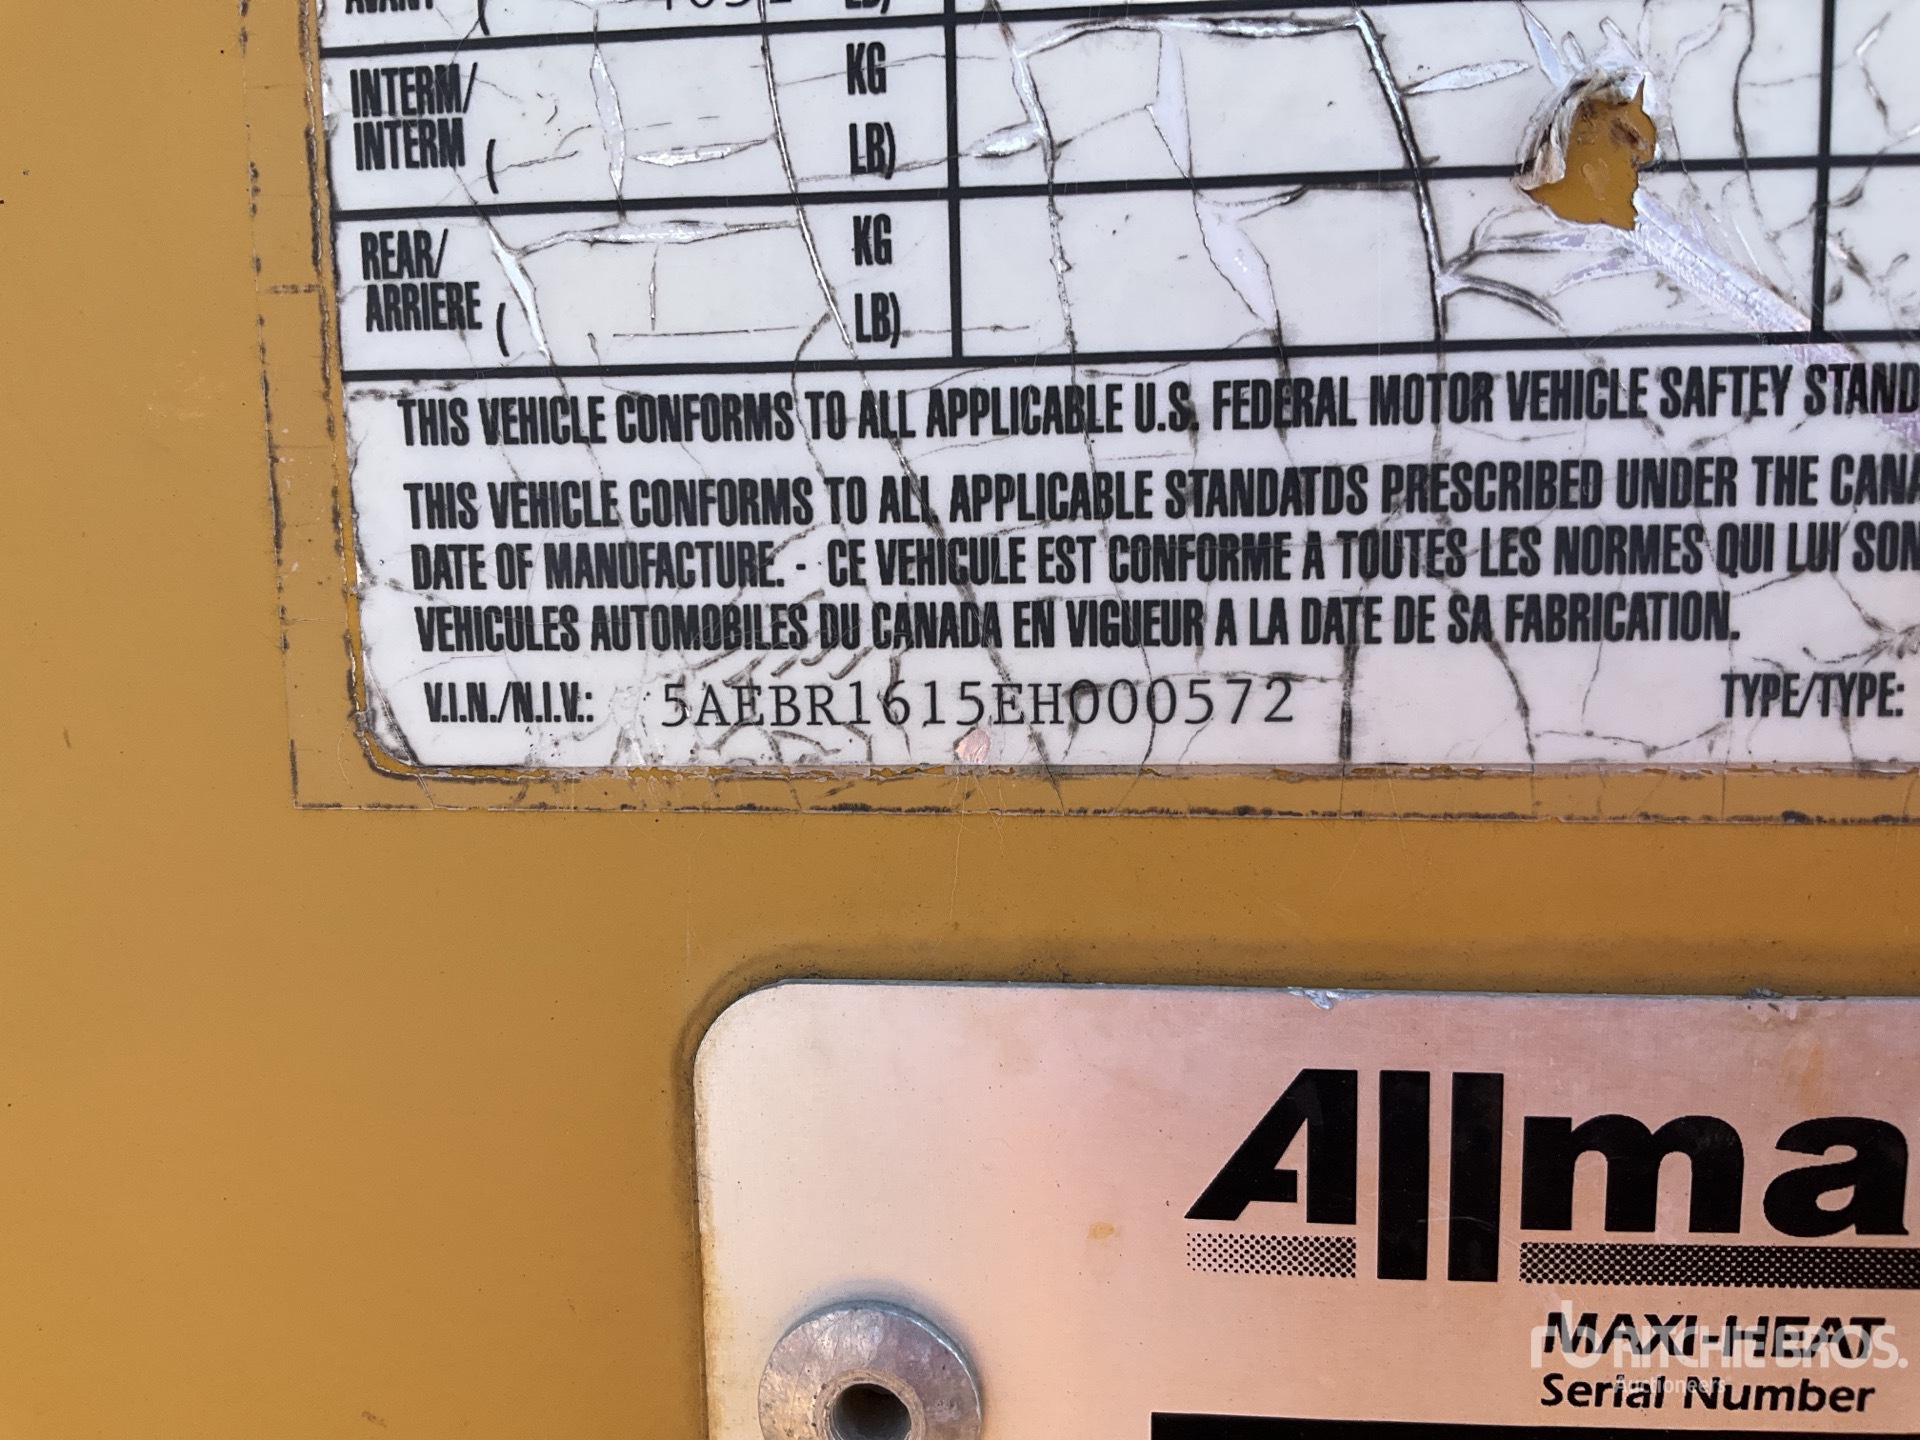 INTERM/ KG
INTERM ( LB)
REAR/ KG
ARRIERE ( LB)
THIS VEHICLE CONFORMS TO ALL APPLICABLE U.S. FEDERAL MOTOR VEHICLE SAFTEY STAND
THIS VEHICLE CONFORMS TO ALL APPLICABLE STANDATDS PRESCRIBED UNDER THE CANA
DATE OF MANUFACTURE. - CE VEHICULE EST CONFORME A TOUTES LES NORMES QUI LUI SON
VEHICULES AUTOMOBILES DU CANADA EN VIGUEUR A LA DATE DE SA FABRICATION.
V.I.N./N.I.V.: 5AEBR1615EH000572 TYPE/TYPE:
Allma
MAXI-HEAT
RITCHIE BROS.
Auctioneers
Serial Number